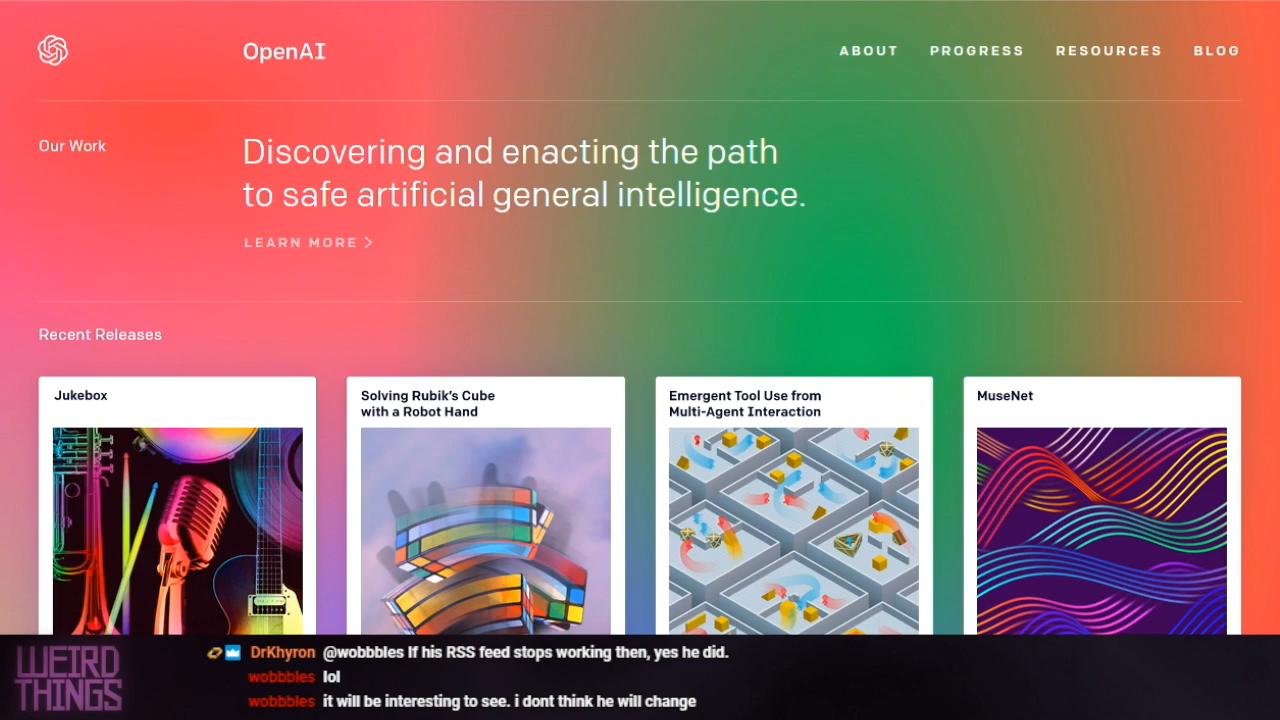 OpenAI
ABOUT
PROGRESS
RESOURCES
BLOG
Our Work
Discovering and enacting the path
to safe artificial general intelligence.
LEARN MORE >
Recent Releases
Jukebox
Solving Rubik's Cube
with a Robot Hand
Emergent Tool Use from
Multi-Agent Interaction
MuseNet
WEIRD
THINGS
DrKhyron @wobbbles If his RSS feed stops working then, yes he did.
wobbbles lol
wobbbles it will be interesting to see. i dont think he will change